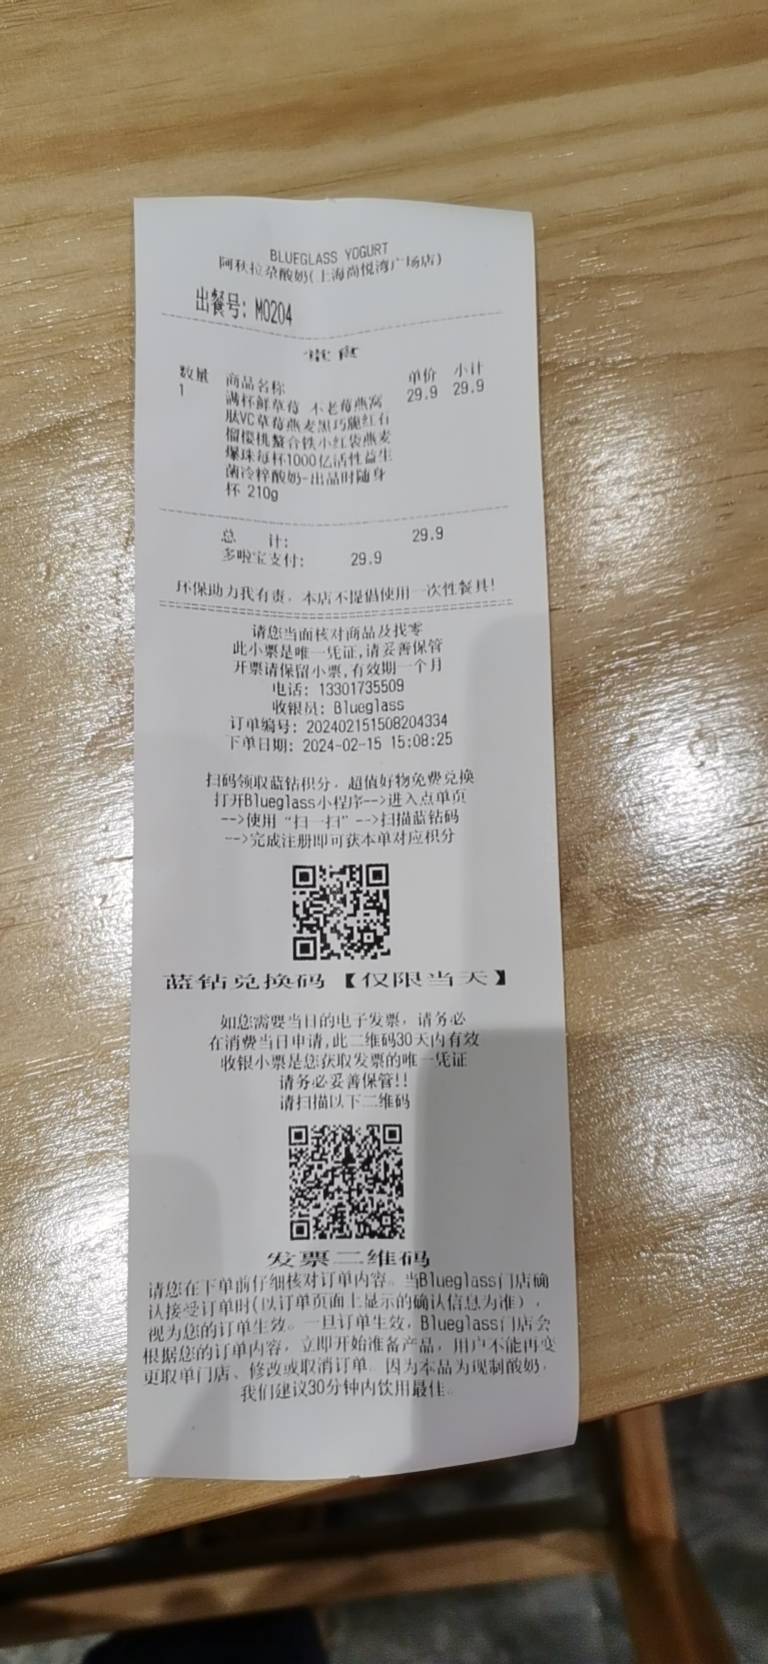 BLUEGLASS YOGURT
阿秋拉尕酸奶(上海尚悦湾广场店)
出餐号: M0204
堂食
数量 商品名称 单价 小计
1 满杯鲜草莓 不老莓燕窝 29.9 29.9
肽VC草莓燕麦黑巧脆红石
榴樱桃螯合铁小红袋燕麦
爆珠每杯1000亿活性益生
菌冷粹酸奶-出品时随身
杯 210g
总 计: 29.9
多啦宝支付: 29.9
环保助力我有责，本店不提倡使用一次性餐具!
请您当面核对商品及找零
此小票是唯一凭证,请妥善保管
开票请保留小票,有效期一个月
电话: 13301735509
收银员: Blueglass
订单编号: 202402151508204334
下单日期: 2024-02-15 15:08:25
扫码领取蓝钻积分，超值好物免费兑换
打开Blueglass小程序-->进入点单页
-->使用“扫一扫”-->扫描蓝钻码
-->完成注册即可获本单对应积分
蓝钻兑换码【仅限当天】
如您需要当日的电子发票，请务必
在消费当日申请,此二维码30天内有效
收银小票是您获取发票的唯一凭证
请务必妥善保管!!
请扫描以下二维码
发票二维码
请您在下单前仔细核对订单内容。当Blueglass门店确
认接受订单时(以订单页面上显示的确认信息为准)，
视为您的订单生效。一旦订单生效，Blueglass门店会
根据您的订单内容，立即开始准备产品，用户不能再变
更取单门店、修改或取消订单。因为本品为现制酸奶，
我们建议30分钟内饮用最佳。